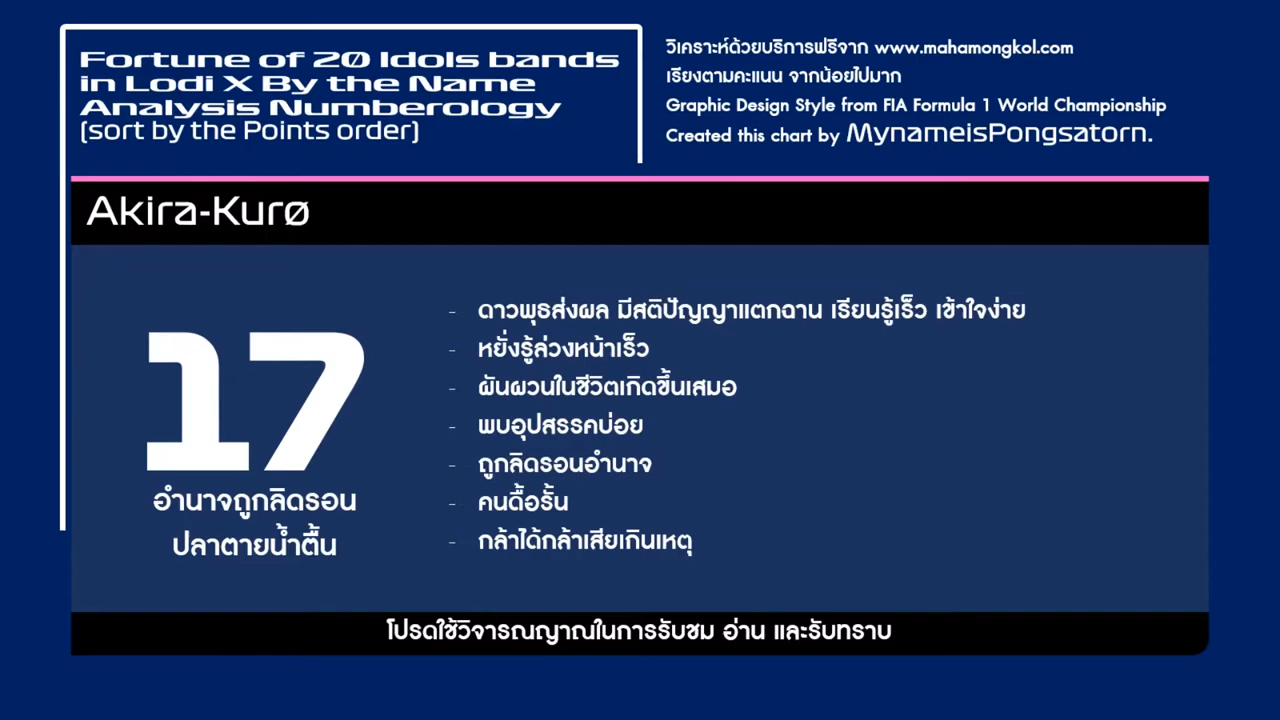 Fortune of 20 Idols bands
in Lodi X By the Name
Analysis Numberology
(sort by the Points order)
วิเคราะห์ด้วยบริการฟรีจาก www.mahamongkol.com
เรียงตามคะแนน จากน้อยไปมาก
Graphic Design Style from FIA Formula 1 World Championship
Created this chart by MynameisPongsatorn.
Akira-Kurø
17
อำนาจถูกลิดรอน
ปลาตายน้ำตื้น
- ดาวพุธส่งผล มีสติปัญญาแตกฉาน เรียนรู้เร็ว เข้าใจง่าย
- หยั่งรู้ล่วงหน้าเร็ว
- ผันผวนในชีวิตเกิดขึ้นเสมอ
- พบอุปสรรคบ่อย
- ถูกลิดรอนอำนาจ
- คนดื้อรั้น
- กล้าได้กล้าเสียเกินเหตุ
โปรดใช้วิจารณญาณในการรับชม อ่าน และรับทราบ